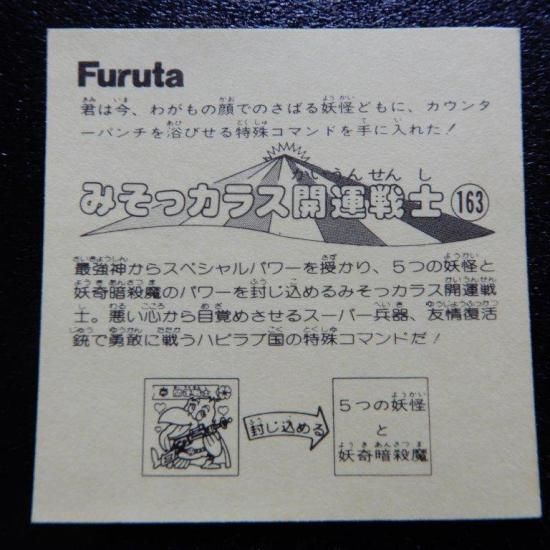 Furuta
君は今、わがもの顔でのさばる妖怪どもに、カウンタ
ーパンチを浴びせる特殊コマンドを手に入れた！
みそっカラス開運戦士 163
最強神からスペシャルパワーを授かり、５つの妖怪と
妖奇暗殺魔のパワーを封じ込めるみそっカラス開運戦
士。悪い心から目覚めさせるスーパー兵器、友情復活
銃で勇敢に戦うハピラブ国の特殊コマンドだ！
封じ込める
５つの妖怪
と
妖奇暗殺魔